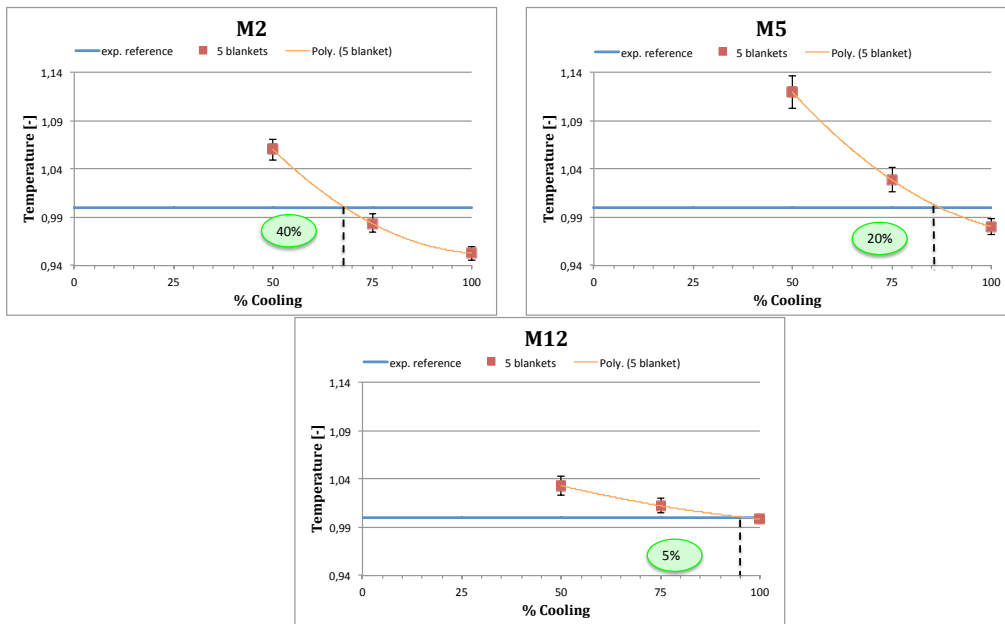 M2
exp. reference 5 blankets Poly. (5 blanket)
1,14
1,09
1,04
0,99
0,94
Temperature [-]
40%
0 25 50 75 100
% Cooling
M5
exp. reference 5 blankets Poly. (5 blanket)
1,14
1,09
1,04
0,99
0,94
Temperature [-]
20%
0 25 50 75 100
% Cooling
M12
exp. reference 5 blankets Poly. (5 blanket)
1,14
1,09
1,04
0,99
0,94
Temperature [-]
5%
0 25 50 75 100
% Cooling